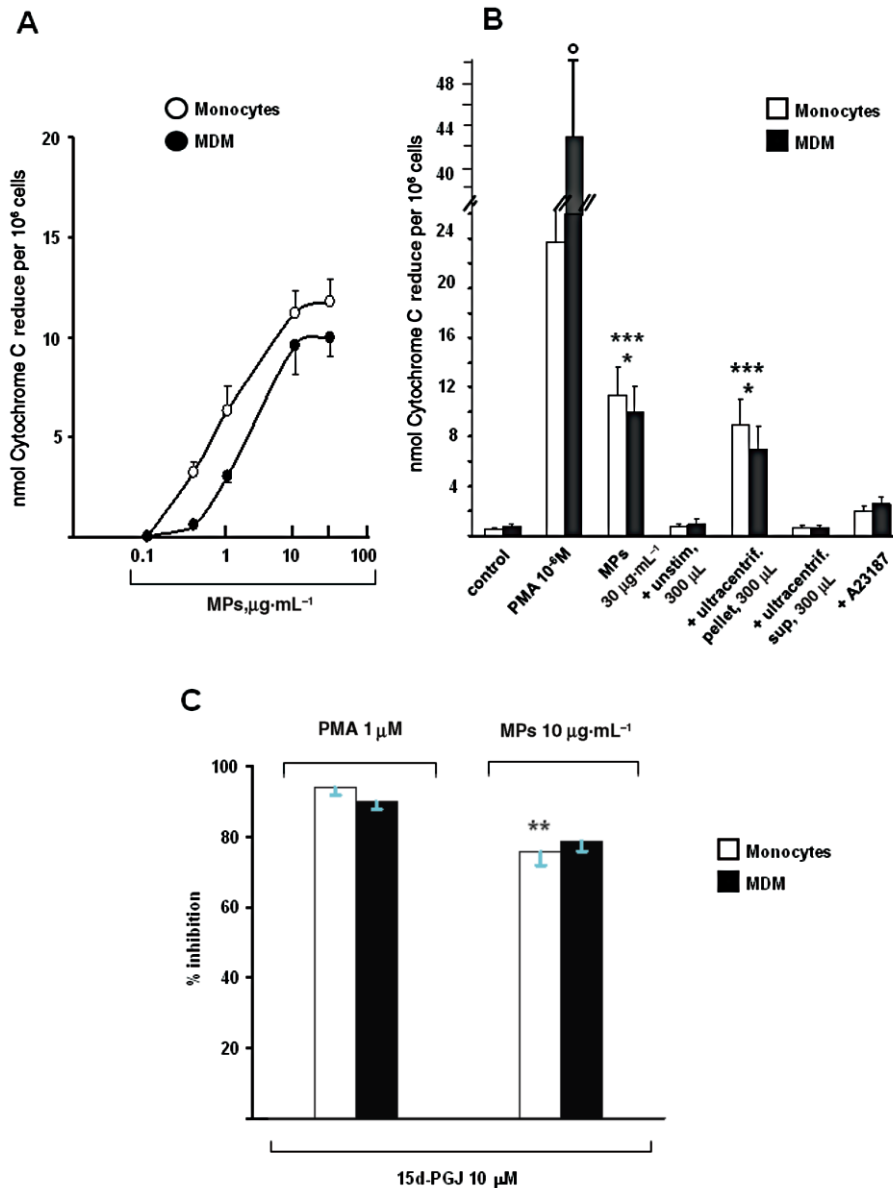 A
Monocytes
MDM
nmol Cytochrome C reduce per 10⁶ cells
20
15
10
5
0.1 1 10 100
MPs,µg·mL⁻¹
B
Monocytes
MDM
nmol Cytochrome C reduce per 10⁶ cells
48
44
40
24
20
16
12
8
4
***
*
***
*
control
PMA 10⁻⁶M
MPs
30 µg·mL⁻¹
+ unstim,
300 µL
+ ultracentrif.
pellet, 300 µL
+ ultracentrif.
sup, 300 µL
+ A23187
C
PMA 1 µM
MPs 10 µg·mL⁻¹
% inhibition
100
80
60
40
20
**
Monocytes
MDM
15d-PGJ 10 µM